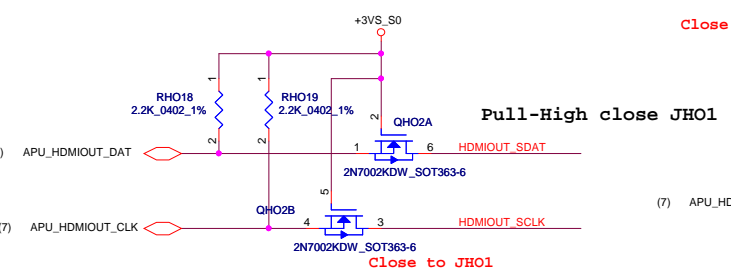 +3VS_S0
Close
RHO18
2.2K_0402_1%
RHO19
2.2K_0402_1%
1
1
2
2
2
QHO2A
Pull-High close JHO1
) APU_HDMIOUT_DAT
1
6
HDMIOUT_SDAT
2N7002KDW_SOT363-6
5
QHO2B
(7) APU_HD
(7) APU_HDMIOUT_CLK
4
3
HDMIOUT_SCLK
2N7002KDW_SOT363-6
Close to JHO1